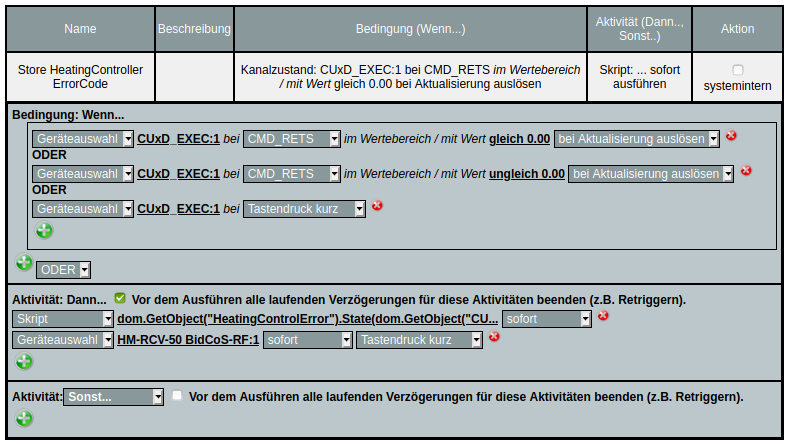 Name Beschreibung Bedingung (Wenn...) Aktivität (Dann.., Sonst..) Aktion
Store HeatingController ErrorCode
Kanalzustand: CUxD_EXEC:1 bei CMD_RETS im Wertebereich
/ mit Wert gleich 0.00 bei Aktualisierung auslösen
Skript: ... sofort ausführen
systemintern
Bedingung: Wenn...
Geräteauswahl CUxD_EXEC:1 bei CMD_RETS im Wertebereich / mit Wert gleich 0.00 bei Aktualisierung auslösen
ODER
Geräteauswahl CUxD_EXEC:1 bei CMD_RETS im Wertebereich / mit Wert ungleich 0.00 bei Aktualisierung auslösen
ODER
Geräteauswahl CUxD_EXEC:1 bei Tastendruck kurz
ODER
Aktivität: Dann... Vor dem Ausführen alle laufenden Verzögerungen für diese Aktivitäten beenden (z.B. Retriggern).
Skript dom.GetObject("HeatingControlError").State(dom.GetObject("CU... sofort
Geräteauswahl HM-RCV-50 BidCoS-RF:1 sofort Tastendruck kurz
Aktivität: Sonst... Vor dem Ausführen alle laufenden Verzögerungen für diese Aktivitäten beenden (z.B. Retriggern).